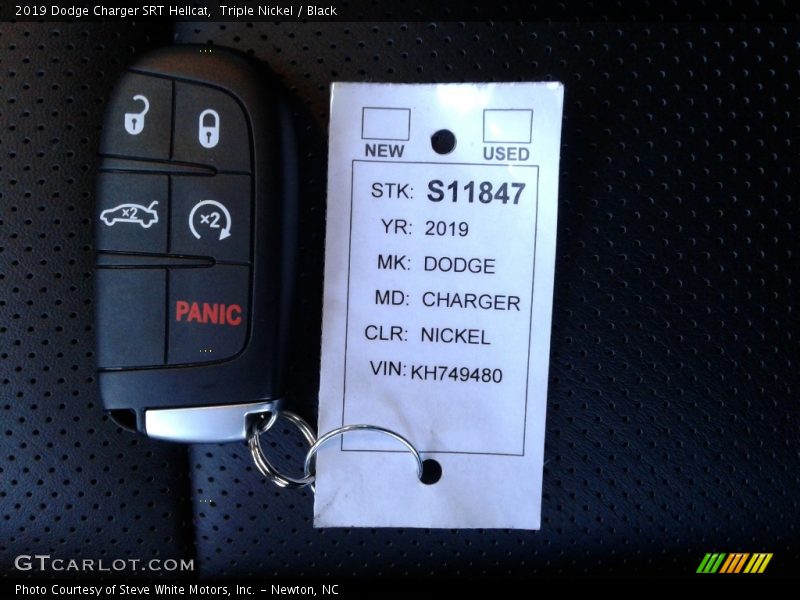 2019 Dodge Charger SRT Hellcat,  Triple Nickel / Black
NEW
USED
STK: S11847
YR: 2019
MK: DODGE
MD: CHARGER
CLR: NICKEL
VIN: KH749480
x2
x2
PANIC
GTCARLOT.COM
Photo Courtesy of Steve White Motors, Inc. – Newton, NC